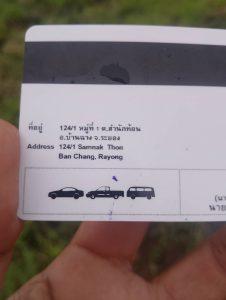 ที่อยู่ 124/1 หมู่ที่ 1 ต.สำนักท้อน
อ.บ้านฉาง จ.ระยอง
Address 124/1 Samnak Thon
Ban Chang, Rayong